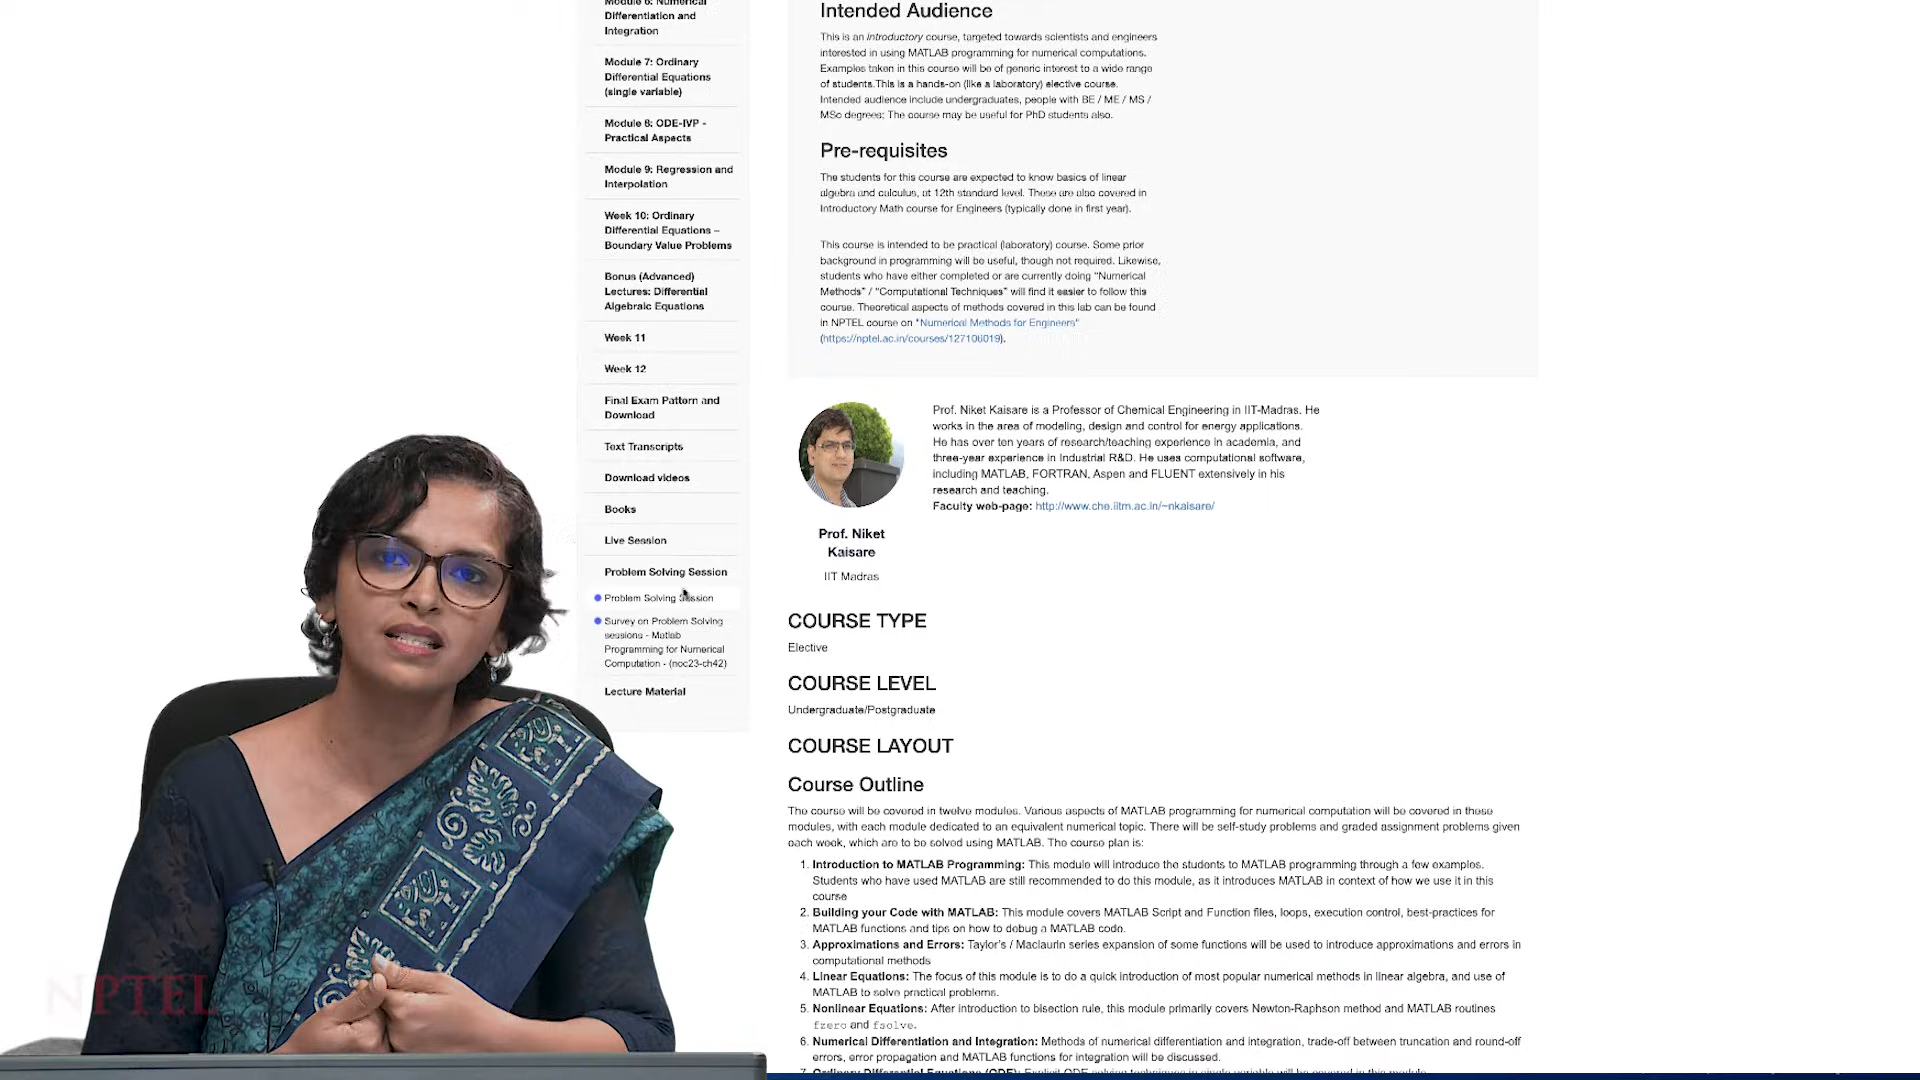 Module 6: Numerical
Differentiation and
Integration
Module 7: Ordinary
Differential Equations
(single variable)
Module 8: ODE-IVP -
Practical Aspects
Module 9: Regression and
Interpolation
Week 10: Ordinary
Differential Equations –
Boundary Value Problems
Bonus (Advanced)
Lectures: Differential
Algebraic Equations
Week 11
Week 12
Final Exam Pattern and
Download
Text Transcripts
Download videos
Books
Live Session
Problem Solving Session
Problem Solving Session
Survey on Problem Solving
sessions - Matlab
Programming for Numerical
Computation - (noc23-ch42)
Lecture Material
Intended Audience
This is an introductory course, targeted towards scientists and engineers
interested in using MATLAB programming for numerical computations.
Examples taken in this course will be of generic interest to a wide range
of students.This is a hands-on (like a laboratory) elective course.
Intended audience include undergraduates, people with BE / ME / MS /
MSc degrees; The course may be useful for PhD students also.
Pre-requisites
The students for this course are expected to know basics of linear
algebra and calculus, at 12th standard level. These are also covered in
Introductory Math course for Engineers (typically done in first year).
This course is intended to be practical (laboratory) course. Some prior
background in programming will be useful, though not required. Likewise,
students who have either completed or are currently doing "Numerical
Methods" / "Computational Techniques" will find it easier to follow this
course. Theoretical aspects of methods covered in this lab can be found
in NPTEL course on "Numerical Methods for Engineers"
(https://nptel.ac.in/courses/127106019).
Prof. Niket Kaisare is a Professor of Chemical Engineering in IIT-Madras. He
works in the area of modeling, design and control for energy applications.
He has over ten years of research/teaching experience in academia, and
three-year experience in Industrial R&D. He uses computational software,
including MATLAB, FORTRAN, Aspen and FLUENT extensively in his
research and teaching.
Faculty web-page: http://www.che.iitm.ac.in/~nkaisare/
Prof. Niket
Kaisare
IIT Madras
COURSE TYPE
Elective
COURSE LEVEL
Undergraduate/Postgraduate
COURSE LAYOUT
Course Outline
The course will be covered in twelve modules. Various aspects of MATLAB programming for numerical computation will be covered in these
modules, with each module dedicated to an equivalent numerical topic. There will be self-study problems and graded assignment problems given
each week, which are to be solved using MATLAB. The course plan is:
1. Introduction to MATLAB Programming: This module will introduce the students to MATLAB programming through a few examples.
Students who have used MATLAB are still recommended to do this module, as it introduces MATLAB in context of how we use it in this
course
2. Building your Code with MATLAB: This module covers MATLAB Script and Function files, loops, execution control, best-practices for
MATLAB functions and tips on how to debug a MATLAB code.
3. Approximations and Errors: Taylor's / Maclaurin series expansion of some functions will be used to introduce approximations and errors in
computational methods
4. Linear Equations: The focus of this module is to do a quick introduction of most popular numerical methods in linear algebra, and use of
MATLAB to solve practical problems.
5. Nonlinear Equations: After introduction to bisection rule, this module primarily covers Newton-Raphson method and MATLAB routines
fzero and fsolve.
6. Numerical Differentiation and Integration: Methods of numerical differentiation and integration, trade-off between truncation and round-off
errors, error propagation and MATLAB functions for integration will be discussed.
7. Ordinary Differential Equations (ODE): Explicit ODE solving techniques in single variable will be covered in this module.
NPTEL